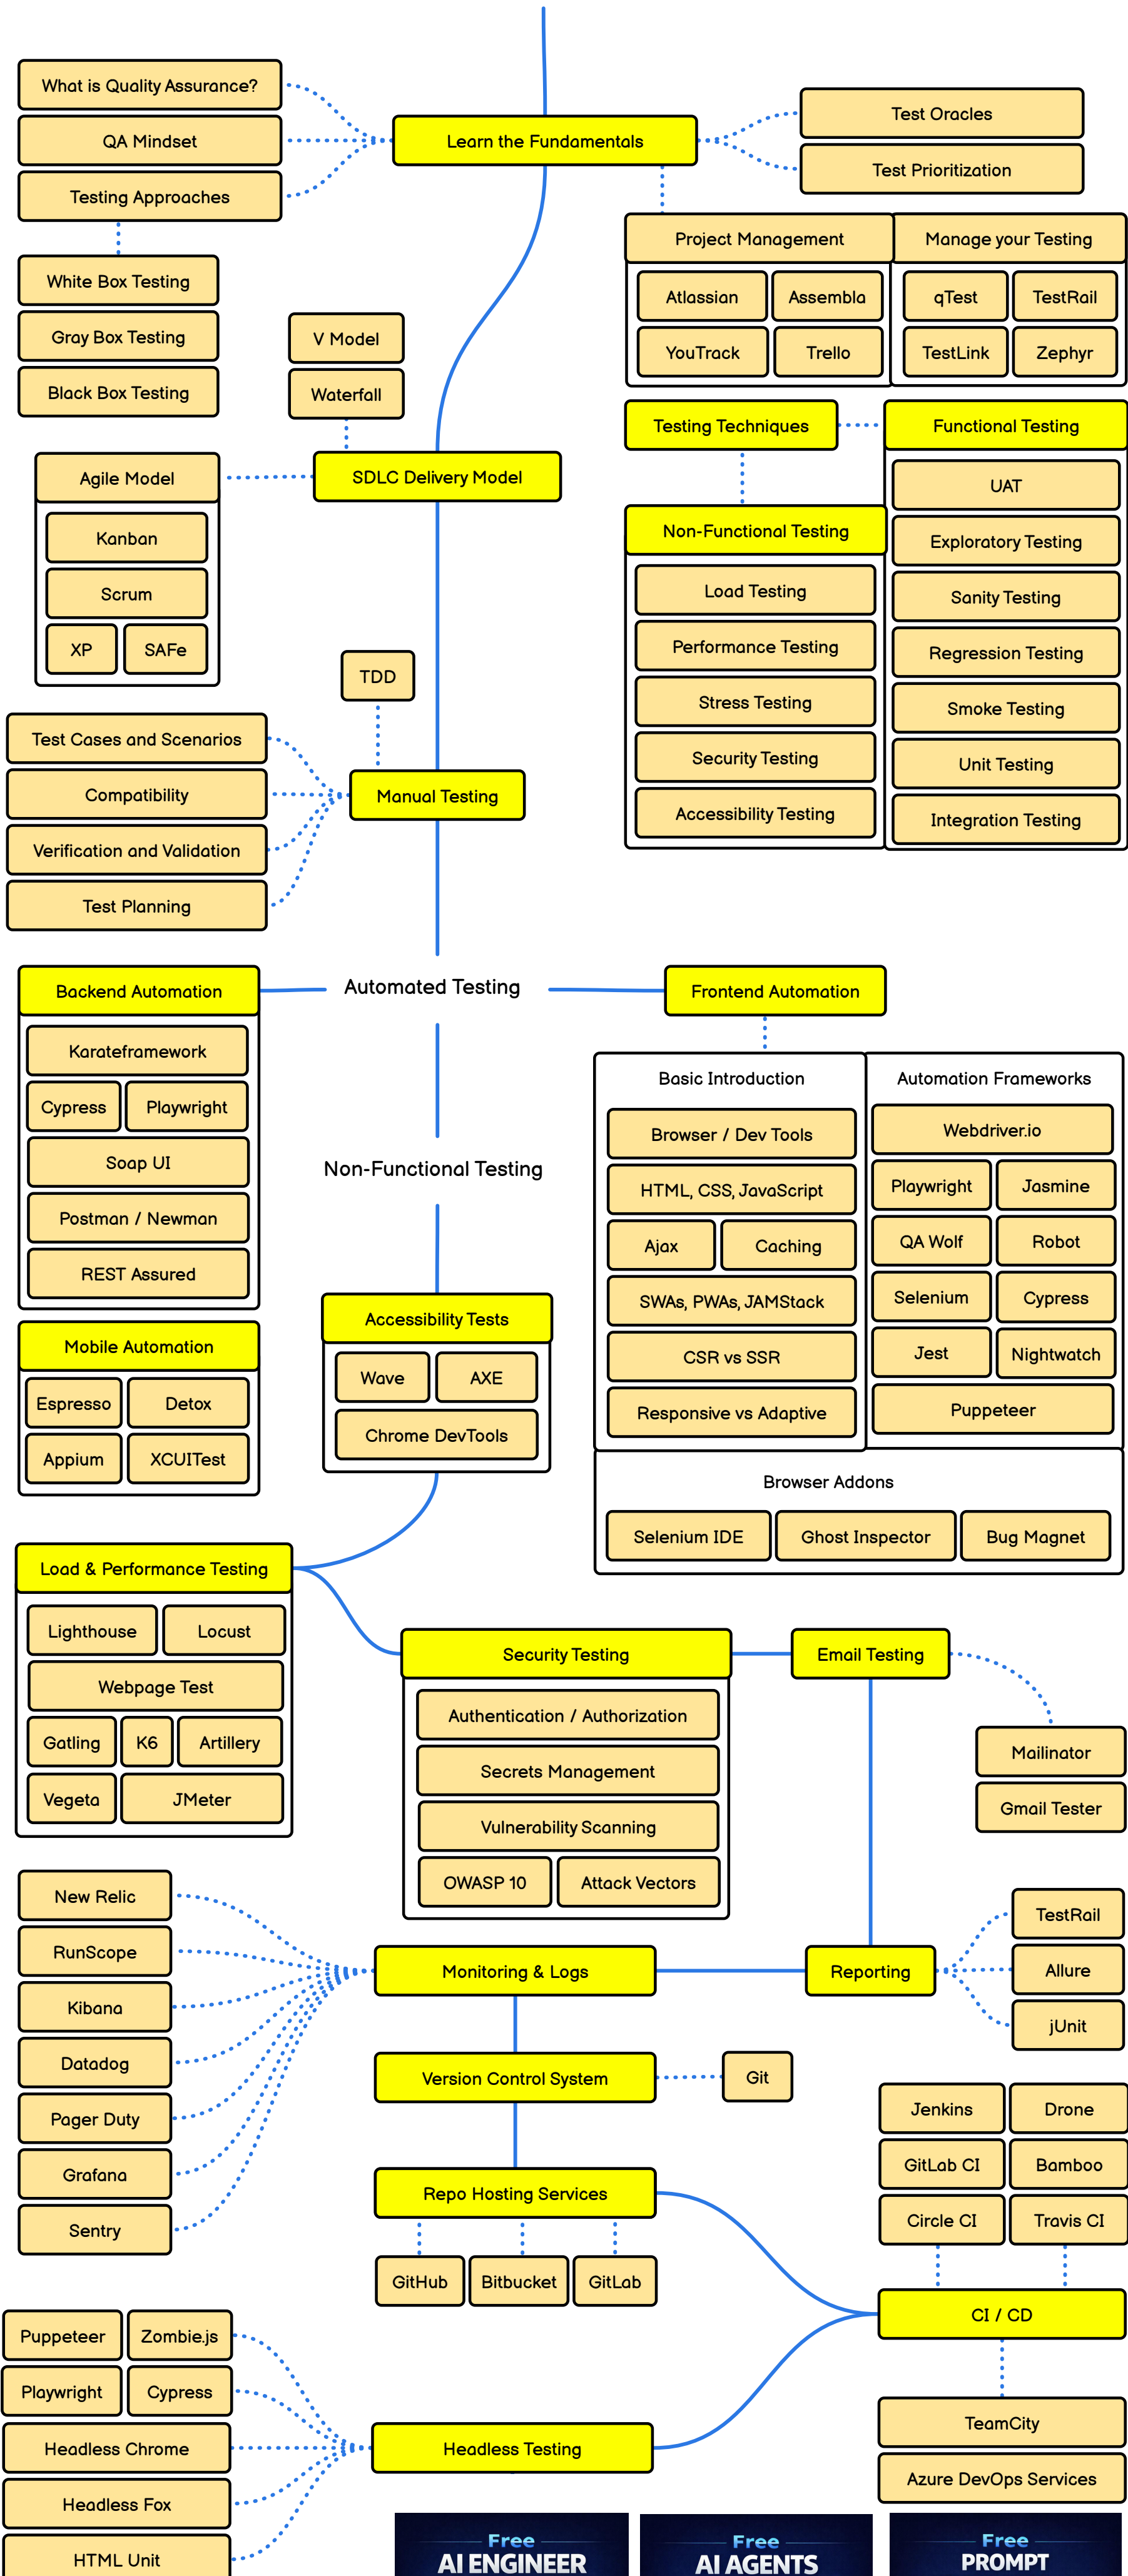 What is Quality Assurance?
QA Mindset
Testing Approaches
Learn the Fundamentals
Test Oracles
Test Prioritization
White Box Testing
Gray Box Testing
Black Box Testing
Project Management
Atlassian
Assembla
YouTrack
Trello
Manage your Testing
qTest
TestRail
TestLink
Zephyr
V Model
Waterfall
SDLC Delivery Model
Agile Model
Kanban
Scrum
XP
SAFe
Testing Techniques
Functional Testing
UAT
Exploratory Testing
Sanity Testing
Regression Testing
Smoke Testing
Unit Testing
Integration Testing
Non-Functional Testing
Load Testing
Performance Testing
Stress Testing
Security Testing
Accessibility Testing
TDD
Manual Testing
Test Cases and Scenarios
Compatibility
Verification and Validation
Test Planning
Automated Testing
Backend Automation
Karateframework
Cypress
Playwright
Soap UI
Postman / Newman
REST Assured
Mobile Automation
Espresso
Detox
Appium
XCUITest
Frontend Automation
Basic Introduction
Browser / Dev Tools
HTML, CSS, JavaScript
Ajax
Caching
SWAs, PWAs, JAMStack
CSR vs SSR
Responsive vs Adaptive
Automation Frameworks
Webdriver.io
Playwright
Jasmine
QA Wolf
Robot
Selenium
Cypress
Jest
Nightwatch
Puppeteer
Browser Addons
Selenium IDE
Ghost Inspector
Bug Magnet
Non-Functional Testing
Accessibility Tests
Wave
AXE
Chrome DevTools
Load & Performance Testing
Lighthouse
Locust
Webpage Test
Gatling
K6
Artillery
Vegeta
JMeter
Security Testing
Authentication / Authorization
Secrets Management
Vulnerability Scanning
OWASP 10
Attack Vectors
Email Testing
Mailinator
Gmail Tester
Reporting
TestRail
Allure
jUnit
Monitoring & Logs
New Relic
RunScope
Kibana
Datadog
Pager Duty
Grafana
Sentry
Version Control System
Git
Repo Hosting Services
GitHub
Bitbucket
GitLab
Jenkins
Drone
GitLab CI
Bamboo
Circle CI
Travis CI
CI / CD
TeamCity
Azure DevOps Services
Headless Testing
Puppeteer
Zombie.js
Playwright
Cypress
Headless Chrome
Headless Fox
HTML Unit
Free
AI ENGINEER
Free
AI AGENTS
Free
PROMPT